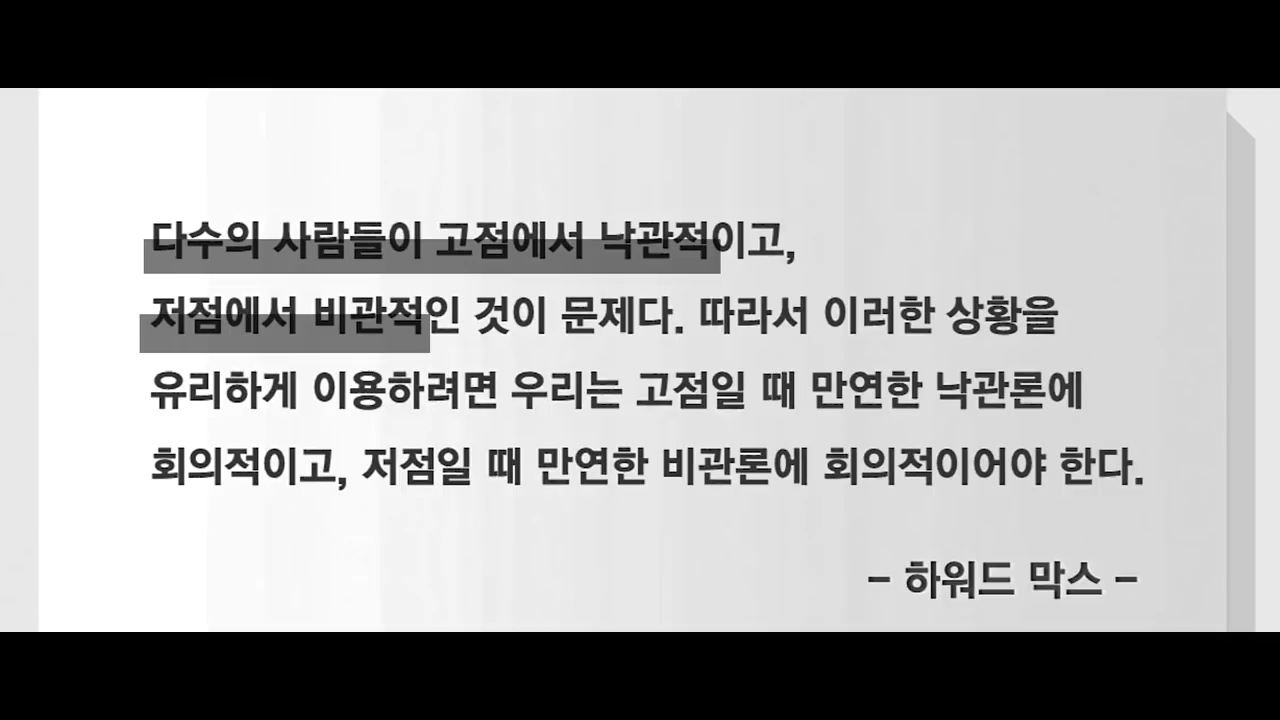 다수의 사람들이 고점에서 낙관적이고,
저점에서 비관적인 것이 문제다. 따라서 이러한 상황을
유리하게 이용하려면 우리는 고점일 때 만연한 낙관론에
회의적이고, 저점일 때 만연한 비관론에 회의적이어야 한다.
- 하워드 막스 -